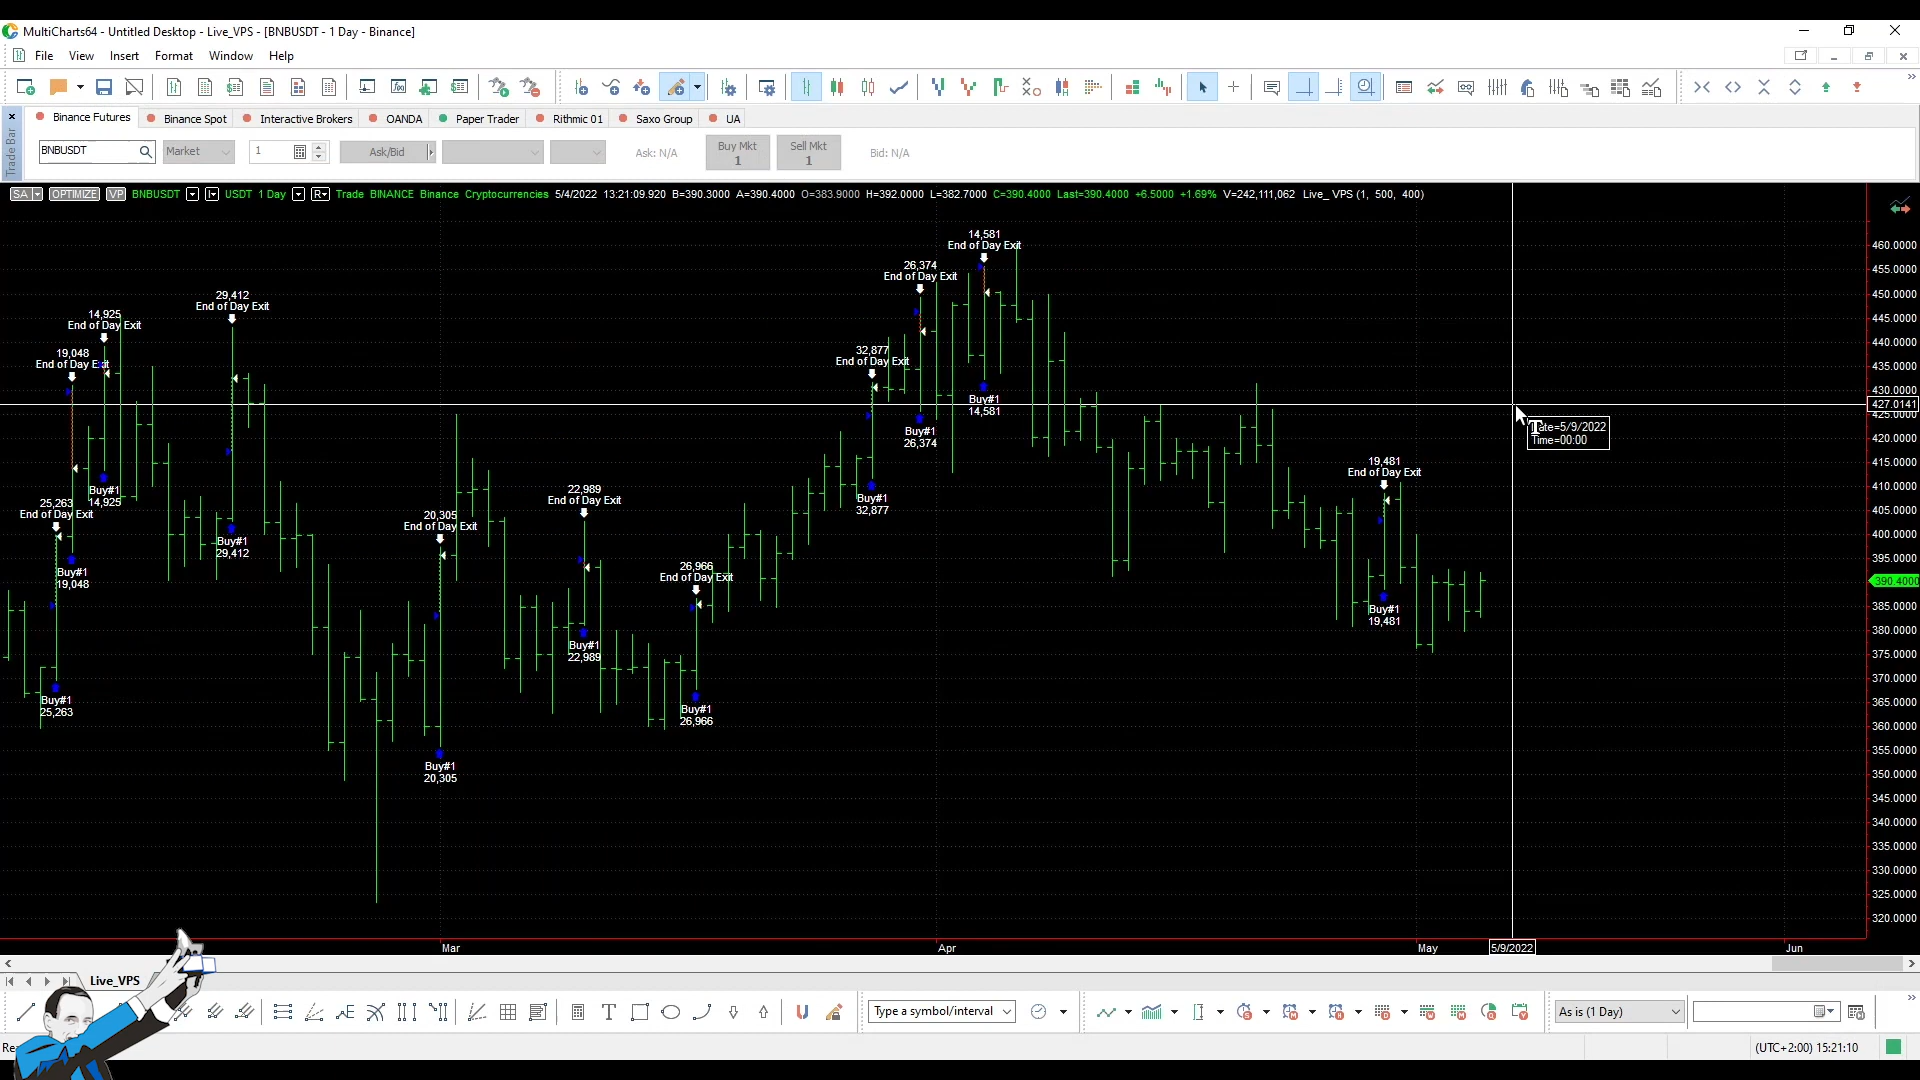 MultiCharts64 - Untitled Desktop - Live_VPS - [BNBUSDT - 1 Day - Binance]
File View Insert Format Window Help
Binance Futures Binance Spot Interactive Brokers OANDA Paper Trader Rithmic 01 Saxo Group UA
Trade Bar
BNBUSDT Market 1 Ask/Bid Ask: N/A Buy Mkt 1 Sell Mkt 1 Bid: N/A
SA OPTIMIZE VP BNBUSDT I USDT 1 Day R Trade BINANCE Binance Cryptocurrencies 5/4/2022 13:21:09.920 B=390.3000 A=390.4000 O=383.9000 H=392.0000 L=382.7000 C=390.4000 Last=390.4000 +6.5000 +1.69% V=242,111,062 Live_ VPS (1, 500, 400)
25,263
End of Day Exit
Buy#1
25,263
19,048
End of Day Exit
Buy#1
19,048
14,925
End of Day Exit
Buy#1
14,925
29,412
End of Day Exit
Buy#1
29,412
20,305
End of Day Exit
Buy#1
20,305
22,989
End of Day Exit
Buy#1
22,989
26,966
End of Day Exit
Buy#1
26,966
32,877
End of Day Exit
Buy#1
32,877
26,374
End of Day Exit
Buy#1
26,374
14,581
End of Day Exit
Buy#1
14,581
19,481
End of Day Exit
Buy#1
19,481
Time=00:00
460.0000
455.0000
450.0000
445.0000
440.0000
435.0000
430.0000
427.0141
425.0000
420.0000
415.0000
410.0000
405.0000
400.0000
395.0000
390.4000
385.0000
380.0000
375.0000
370.0000
365.0000
360.0000
355.0000
350.0000
345.0000
340.0000
335.0000
330.0000
325.0000
320.0000
Mar Apr May 5/9/2022 Jun
Live_VPS
Type a symbol/interval As is (1 Day)
(UTC+2:00) 15:21:10